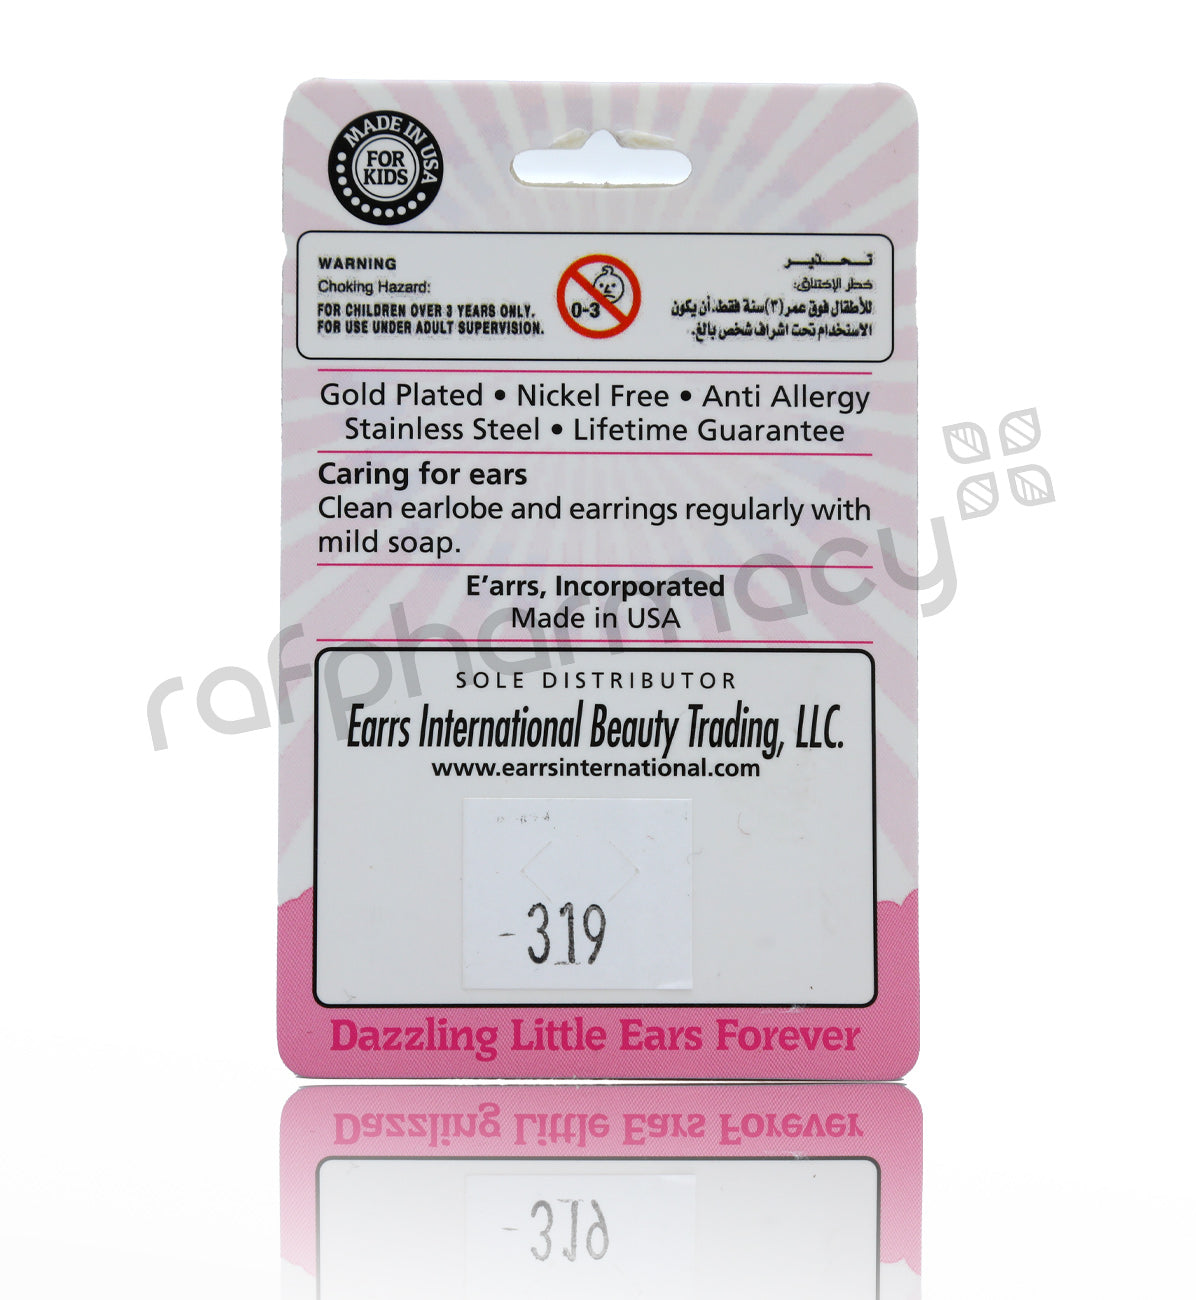 MADE IN USA
FOR
KIDS
WARNING
Choking Hazard:
FOR CHILDREN OVER 3 YEARS ONLY.
FOR USE UNDER ADULT SUPERVISION.
0-3
تحذير
خطر الإختناق:
للأطفال فوق عمر (٣) سنة فقط، أن يكون
الاستخدام تحت اشراف شخص بالغ.
Gold Plated • Nickel Free • Anti Allergy
Stainless Steel • Lifetime Guarantee
Caring for ears
Clean earlobe and earrings regularly with
mild soap.
E'arrs, Incorporated
Made in USA
rafpharmacy
SOLE DISTRIBUTOR
Earrs International Beauty Trading, LLC.
www.earrsinternational.com
- 319
Dazzling Little Ears Forever